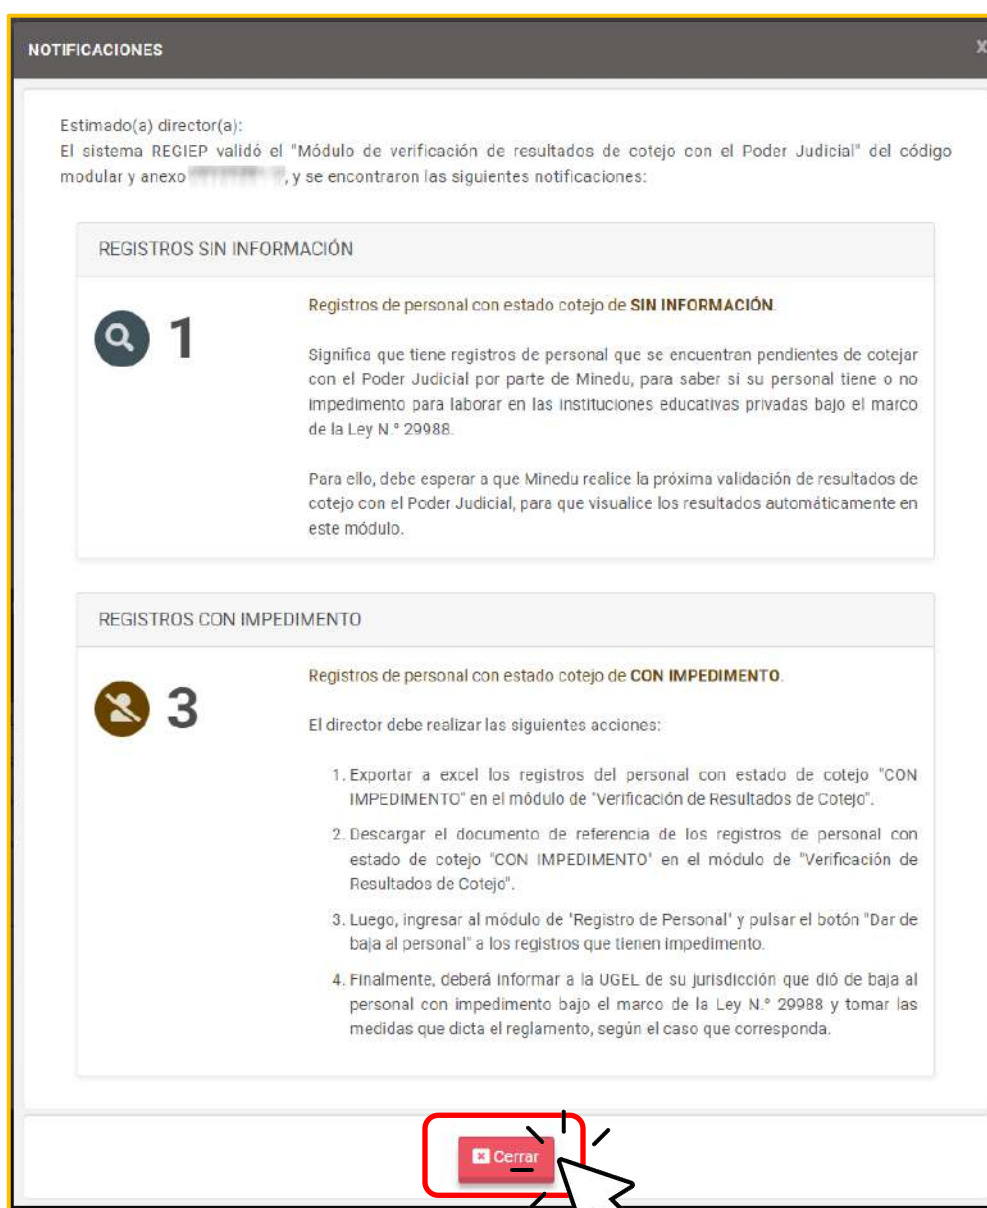 NOTIFICACIONES X
Estimado(a) director(a):
El sistema REGIEP validó el "Módulo de verificación de resultados de cotejo con el Poder Judicial" del código
modular y anexo , y se encontraron las siguientes notificaciones:
REGISTROS SIN INFORMACIÓN
1
Registros de personal con estado cotejo de SIN INFORMACIÓN.
Significa que tiene registros de personal que se encuentran pendientes de cotejar
con el Poder Judicial por parte de Minedu, para saber si su personal tiene o no
impedimento para laborar en las instituciones educativas privadas bajo el marco
de la Ley N.° 29988.
Para ello, debe esperar a que Minedu realice la próxima validación de resultados de
cotejo con el Poder Judicial, para que visualice los resultados automáticamente en
este módulo.
REGISTROS CON IMPEDIMENTO
3
Registros de personal con estado cotejo de CON IMPEDIMENTO.
El director debe realizar las siguientes acciones:
1. Exportar a excel los registros del personal con estado de cotejo "CON
IMPEDIMENTO" en el módulo de "Verificación de Resultados de Cotejo".
2. Descargar el documento de referencia de los registros de personal con
estado de cotejo "CON IMPEDIMENTO" en el módulo de "Verificación de
Resultados de Cotejo".
3. Luego, ingresar al módulo de "Registro de Personal" y pulsar el botón "Dar de
baja al personal" a los registros que tienen impedimento.
4. Finalmente, deberá informar a la UGEL de su jurisdicción que dió de baja al
personal con impedimento bajo el marco de la Ley N.° 29988 y tomar las
medidas que dicta el reglamento, según el caso que corresponda.
Cerrar